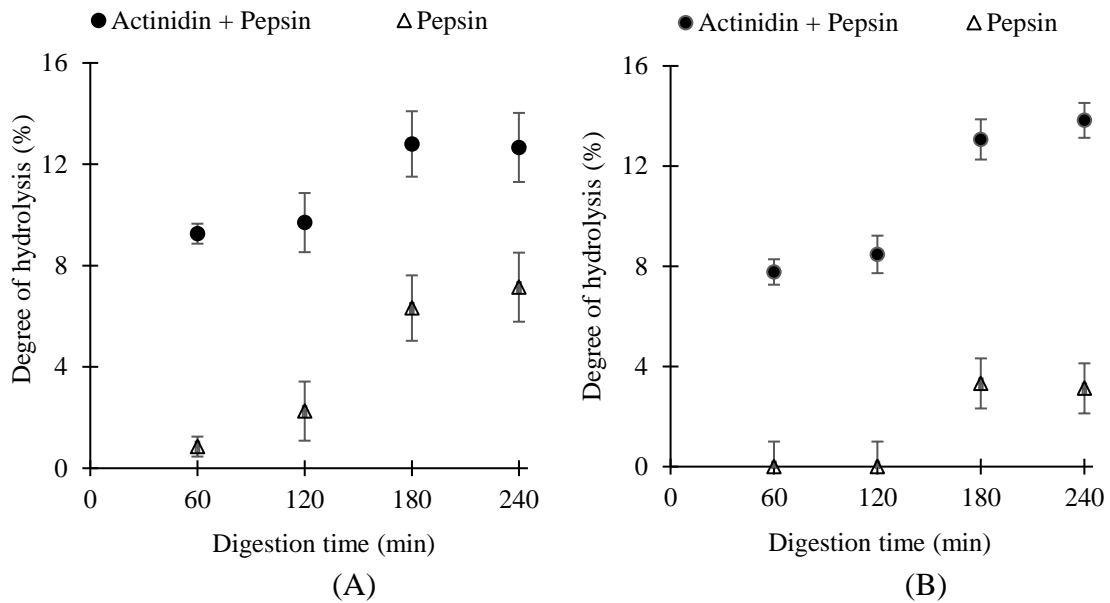 Actinidin + Pepsin
Pepsin
Degree of hydrolysis (%)
16
12
8
4
0
0
60
120
180
240
Digestion time (min)
(A)
Actinidin + Pepsin
Pepsin
Degree of hydrolysis (%)
16
12
8
4
0
0
60
120
180
240
Digestion time (min)
(B)